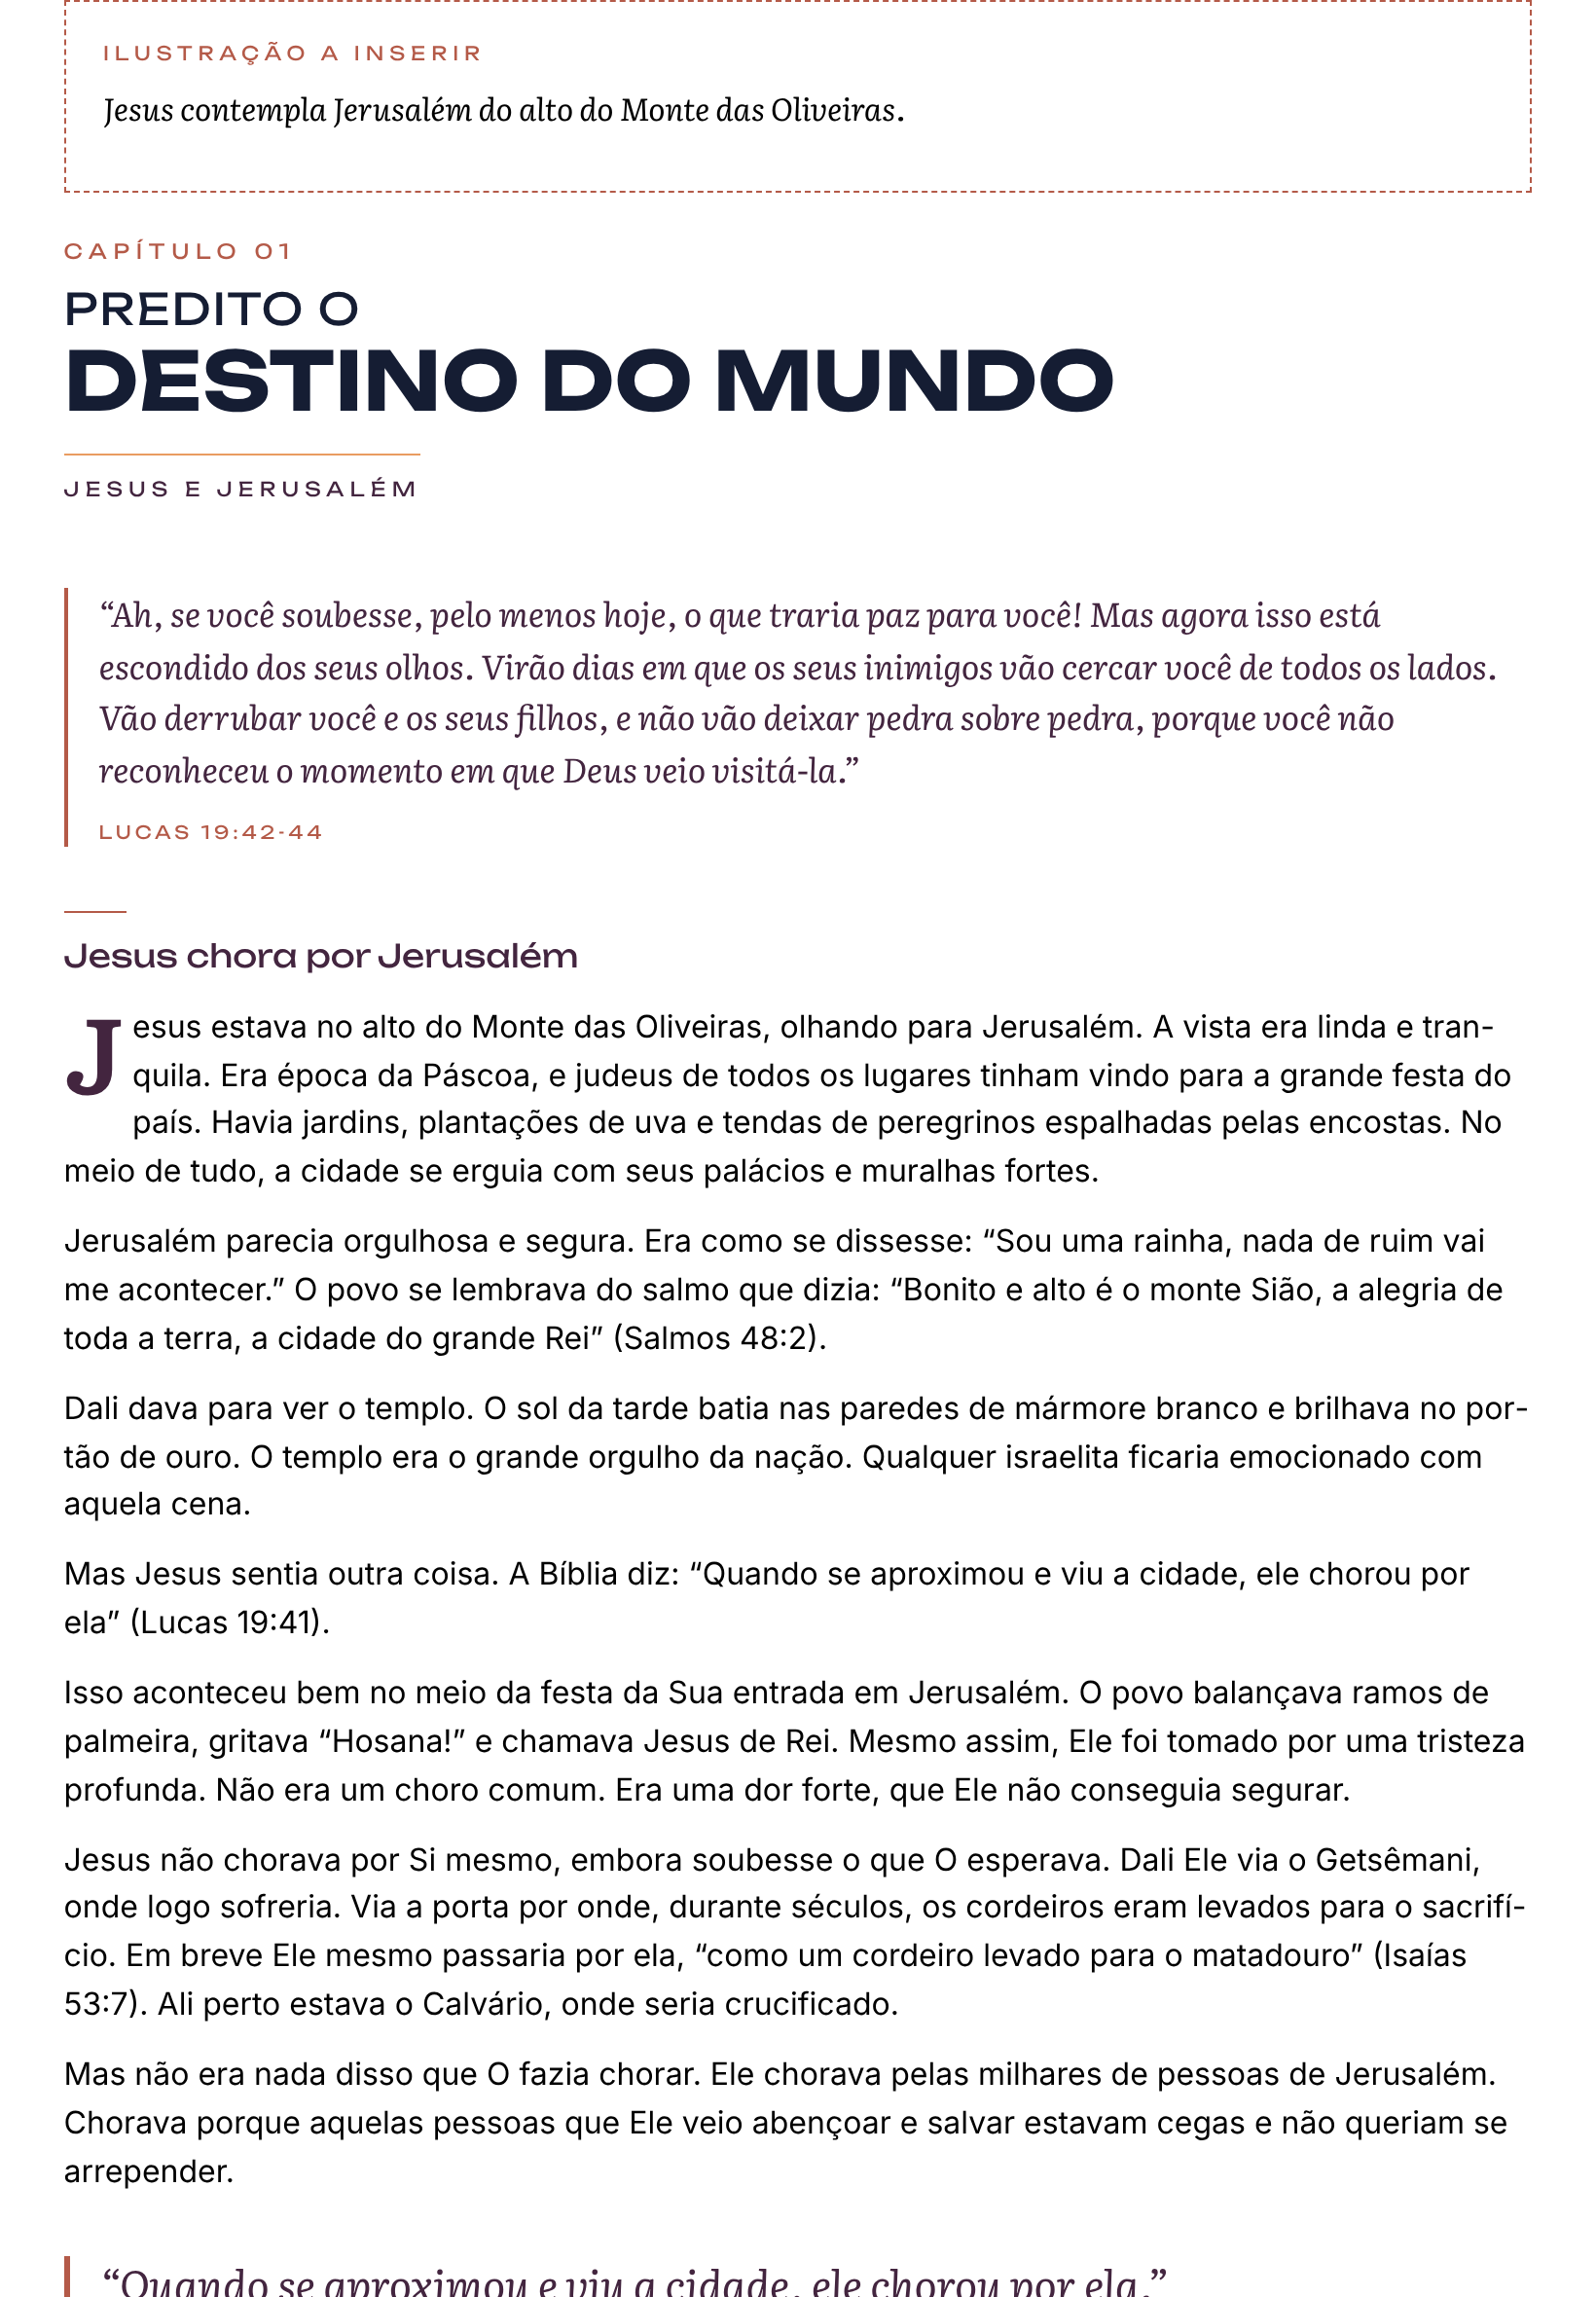 ILUSTRAÇÃO A INSERIR
Jesus contempla Jerusalém do alto do Monte das Oliveiras.
CAPÍTULO 01
PREDITO O
DESTINO DO MUNDO
JESUS E JERUSALÉM
“Ah, se você soubesse, pelo menos hoje, o que traria paz para você! Mas agora isso está
escondido dos seus olhos. Virão dias em que os seus inimigos vão cercar você de todos os lados.
Vão derrubar você e os seus filhos, e não vão deixar pedra sobre pedra, porque você não
reconheceu o momento em que Deus veio visitá-la.”
LUCAS 19:42-44
Jesus chora por Jerusalém
Jesus estava no alto do Monte das Oliveiras, olhando para Jerusalém. A vista era linda e tran-
quila. Era época da Páscoa, e judeus de todos os lugares tinham vindo para a grande festa do
país. Havia jardins, plantações de uva e tendas de peregrinos espalhadas pelas encostas. No
meio de tudo, a cidade se erguia com seus palácios e muralhas fortes.
Jerusalém parecia orgulhosa e segura. Era como se dissesse: “Sou uma rainha, nada de ruim vai
me acontecer.” O povo se lembrava do salmo que dizia: “Bonito e alto é o monte Sião, a alegria de
toda a terra, a cidade do grande Rei” (Salmos 48:2).
Dali dava para ver o templo. O sol da tarde batia nas paredes de mármore branco e brilhava no por-
tão de ouro. O templo era o grande orgulho da nação. Qualquer israelita ficaria emocionado com
aquela cena.
Mas Jesus sentia outra coisa. A Bíblia diz: “Quando se aproximou e viu a cidade, ele chorou por
ela” (Lucas 19:41).
Isso aconteceu bem no meio da festa da Sua entrada em Jerusalém. O povo balançava ramos de
palmeira, gritava “Hosana!” e chamava Jesus de Rei. Mesmo assim, Ele foi tomado por uma tristeza
profunda. Não era um choro comum. Era uma dor forte, que Ele não conseguia segurar.
Jesus não chorava por Si mesmo, embora soubesse o que O esperava. Dali Ele via o Getsêmani,
onde logo sofreria. Via a porta por onde, durante séculos, os cordeiros eram levados para o sacrifí-
cio. Em breve Ele mesmo passaria por ela, “como um cordeiro levado para o matadouro” (Isaías
53:7). Ali perto estava o Calvário, onde seria crucificado.
Mas não era nada disso que O fazia chorar. Ele chorava pelas milhares de pessoas de Jerusalém.
Chorava porque aquelas pessoas que Ele veio abençoar e salvar estavam cegas e não queriam se
arrepender.
“Quando se aproximou e viu a cidade, ele chorou por ela.”